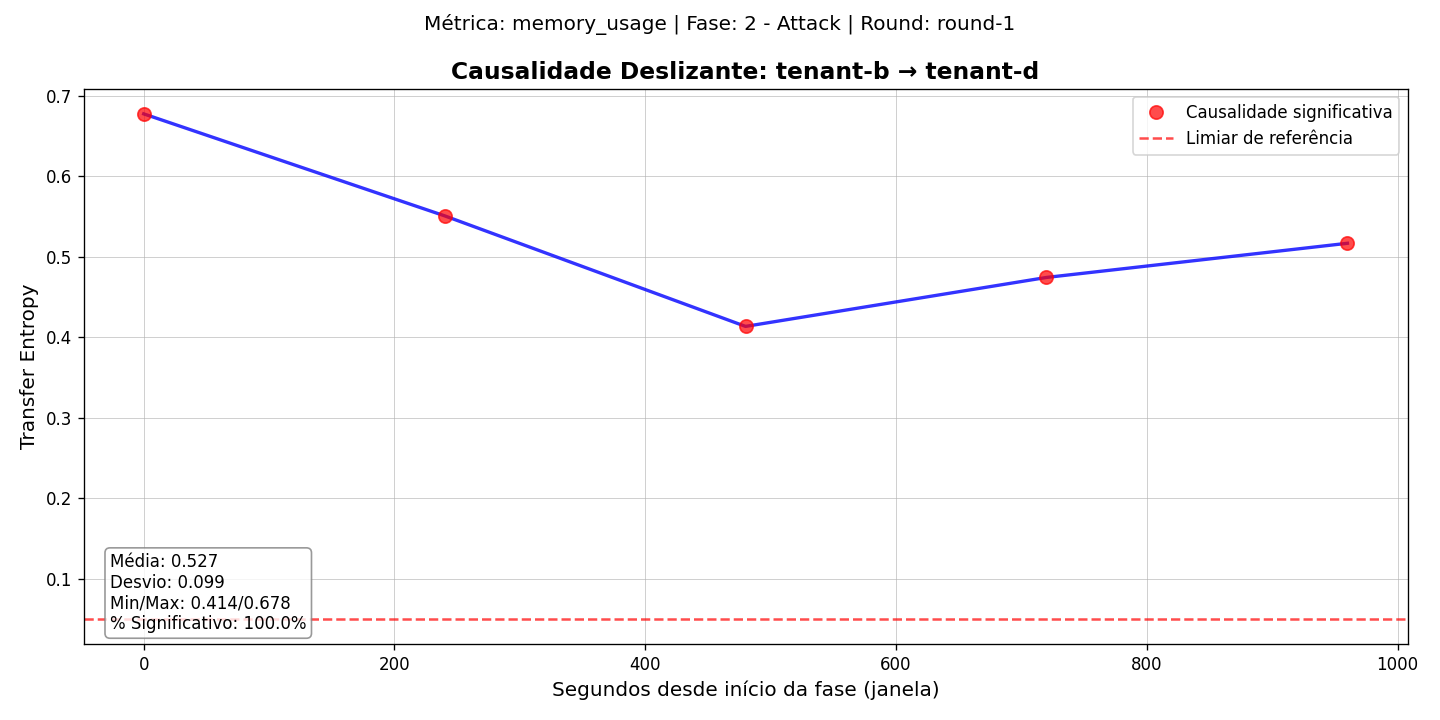 Métrica: memory_usage | Fase: 2 - Attack | Round: round-1
Causalidade Deslizante: tenant-b → tenant-d
Causalidade significativa
Limiar de referência
Transfer Entropy
0.7
0.6
0.5
0.4
0.3
0.2
0.1
Média: 0.527
Desvio: 0.099
Min/Max: 0.414/0.678
% Significativo: 100.0%
0
200
400
600
800
1000
Segundos desde início da fase (janela)